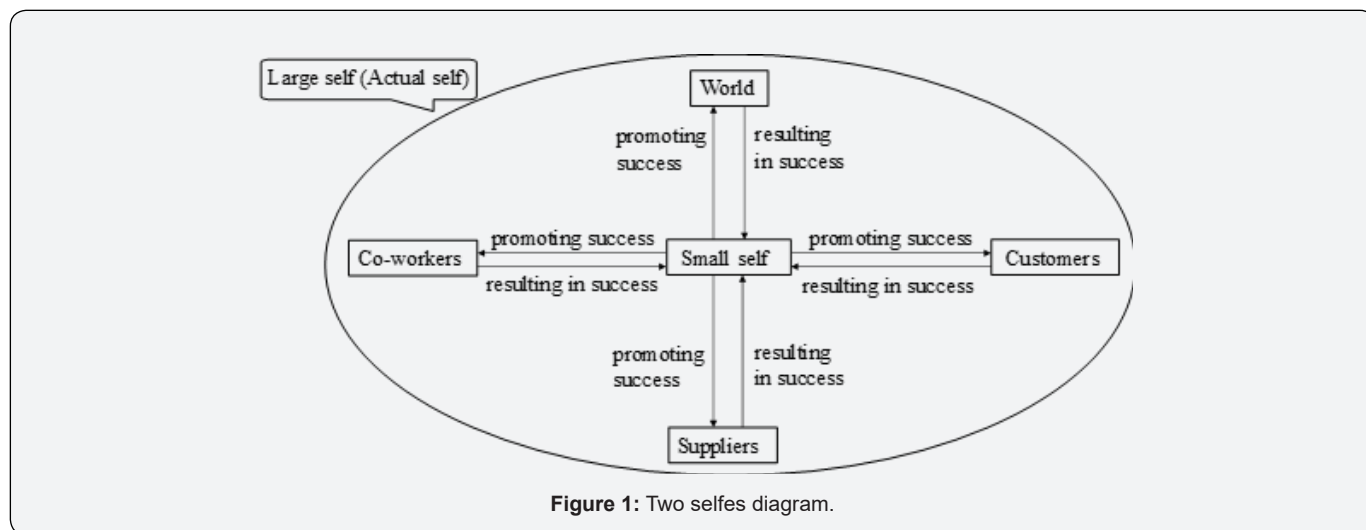 Large self (Actual self)
World
promoting
success
resulting
in success
promoting success
promoting success
Co-workers
Small self
Customers
resulting in success
resulting in success
promoting
success
resulting
in success
Suppliers
Figure 1: Two selfes diagram.